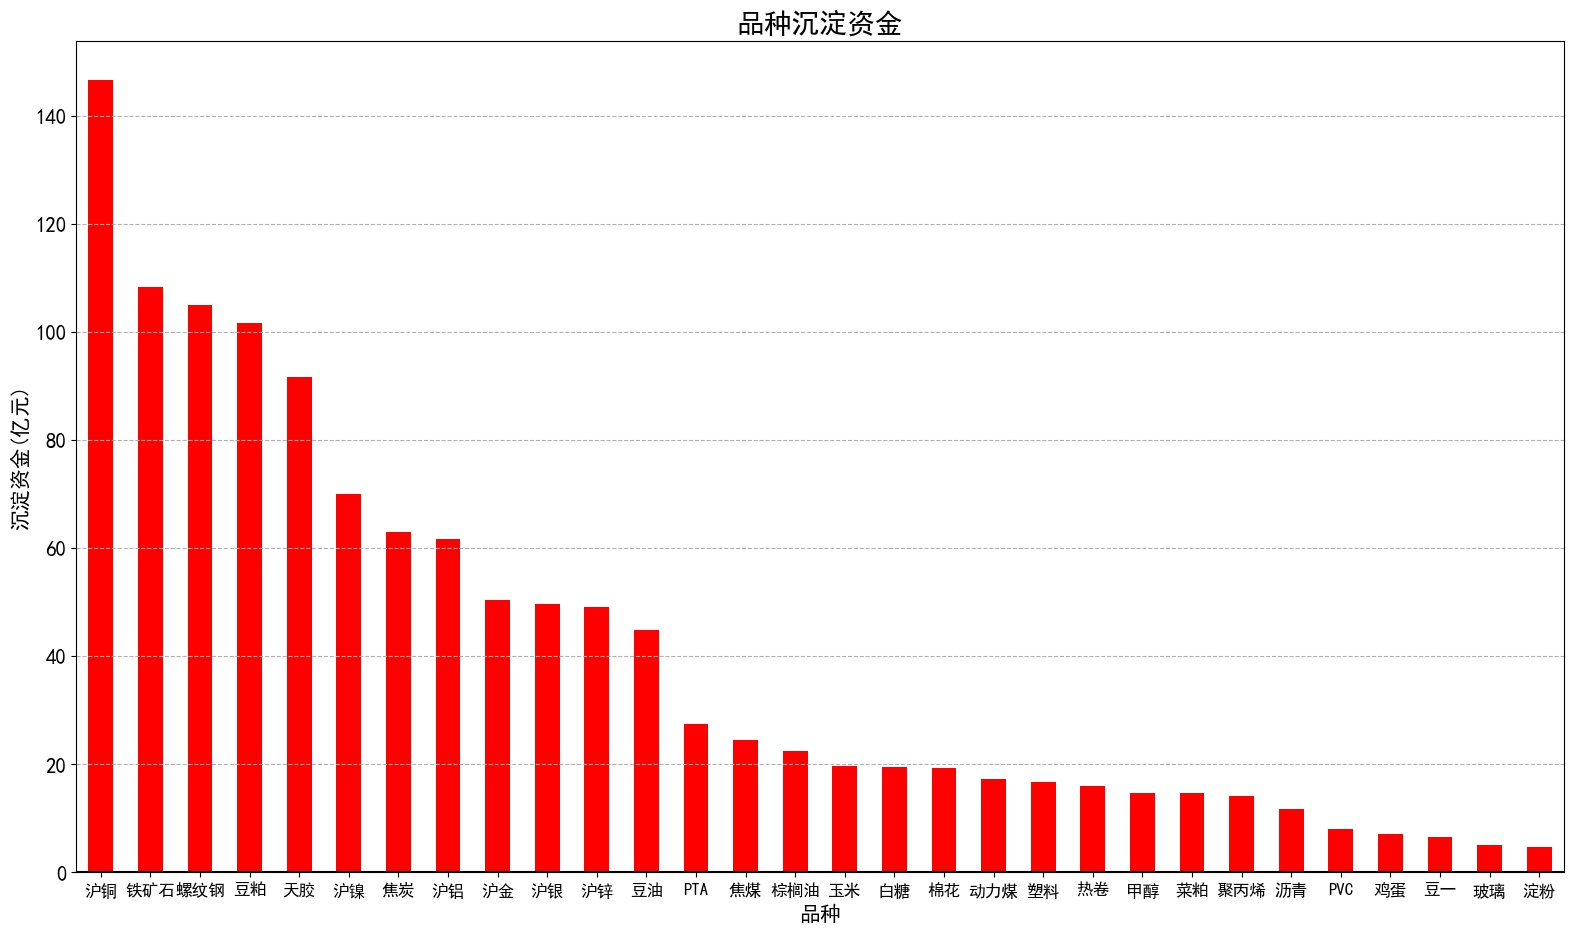 品种沉淀资金
沉淀资金(亿元)
140
120
100
80
60
40
20
0
沪铜 铁矿石 螺纹钢 豆粕 天胶 沪镍 焦炭 沪铝 沪金 沪银 沪锌 豆油 PTA 焦煤 棕榈油 玉米 白糖 棉花 动力煤 塑料 热卷 甲醇 菜粕 聚丙烯 沥青 PVC 鸡蛋 豆一 玻璃 淀粉
品种